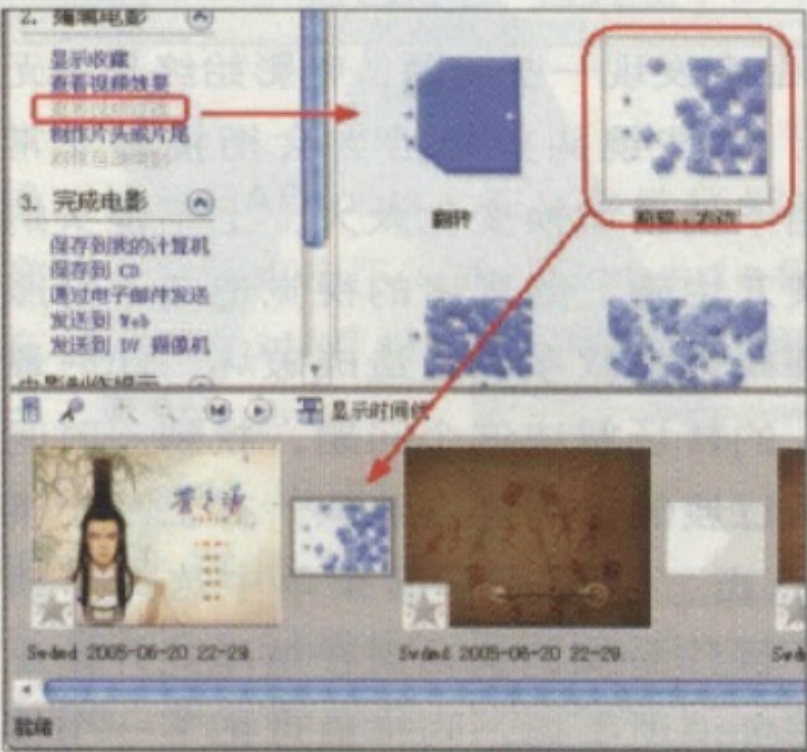 2. 编辑电影
显示收藏
查看视频效果
制作片头或片尾
3. 完成电影
保存到我的计算机
保存到 CD
通过电子邮件发送
发送到 Web
发送到 DV 摄像机
翻转
显示时间线
Swdmd 2005-06-20 22-29...
Swdmd 2005-06-20 22-29...
Swd
就绪